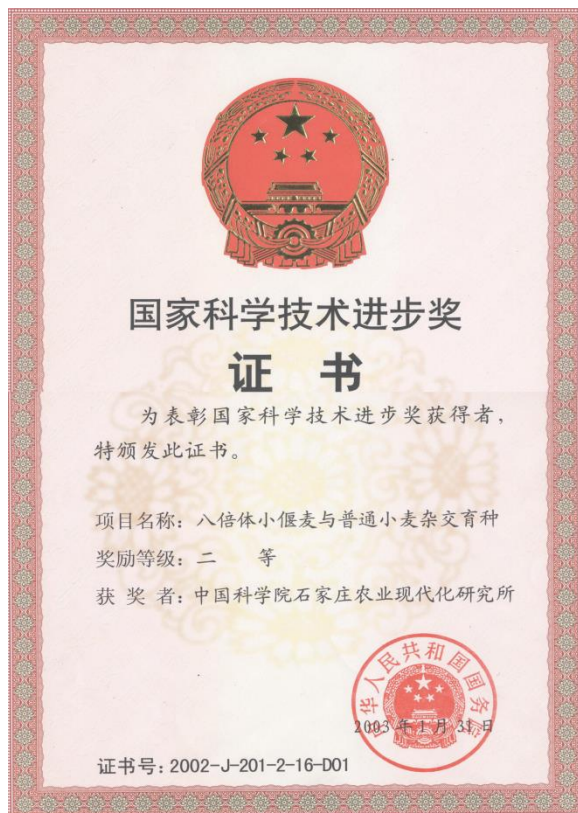 国家科学技术进步奖
证 书
为表彰国家科学技术进步奖获得者，
特颁发此证书。
项目名称：八倍体小偃麦与普通小麦杂交育种
奖励等级：二 等
获 奖 者：中国科学院石家庄农业现代化研究所
中华人民共和国国务院
2003年1月31日
证书号：2002-J-201-2-16-D01